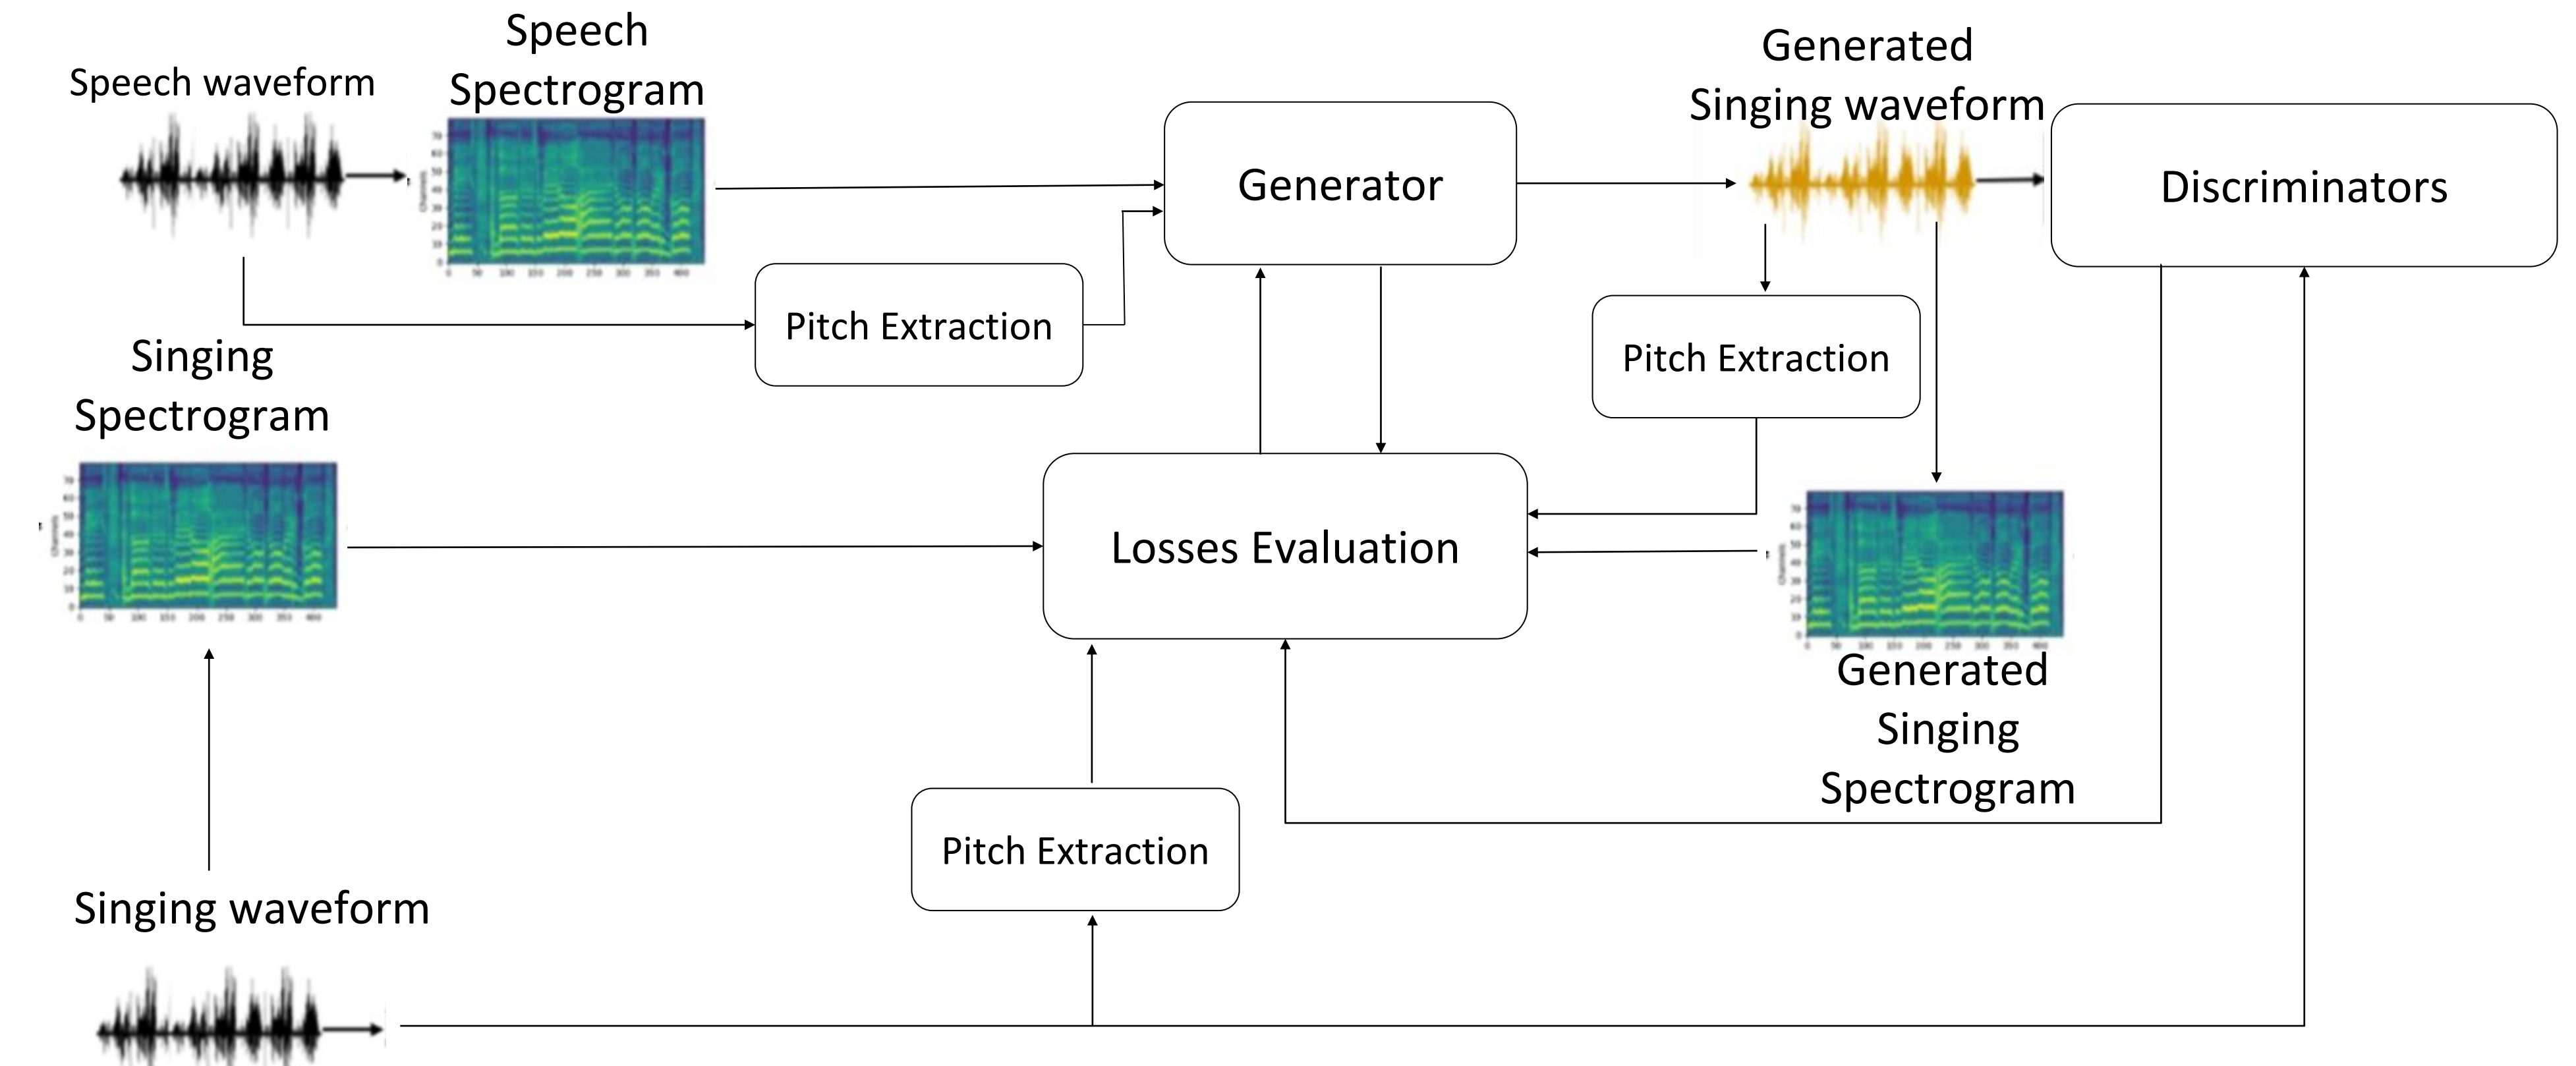 Speech
Spectrogram
Speech waveform
Generated
Singing waveform
Generator
Discriminators
Pitch Extraction
Pitch Extraction
Singing
Spectrogram
Losses Evaluation
Generated
Singing
Spectrogram
Pitch Extraction
Singing waveform